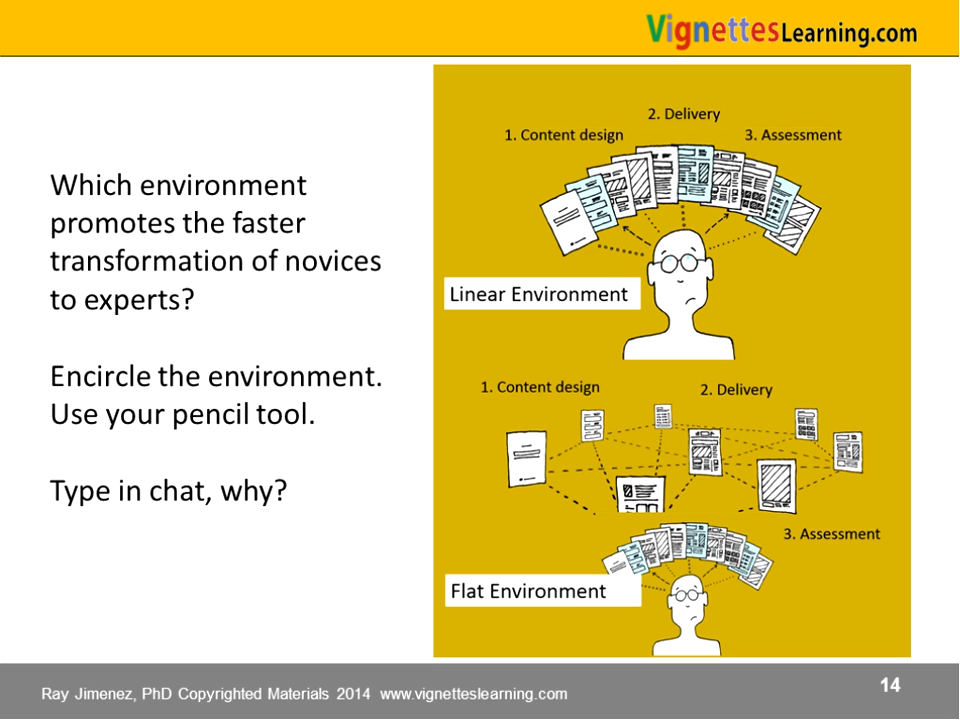 VignettesLearning.com
Which environment
promotes the faster
transformation of novices
to experts?
Encircle the environment.
Use your pencil tool.
Type in chat, why?
2. Delivery
1. Content design
3. Assessment
Linear Environment
1. Content design
2. Delivery
3. Assessment
Flat Environment
Ray Jimenez, PhD Copyrighted Materials 2014 www.vignetteslearning.com
14